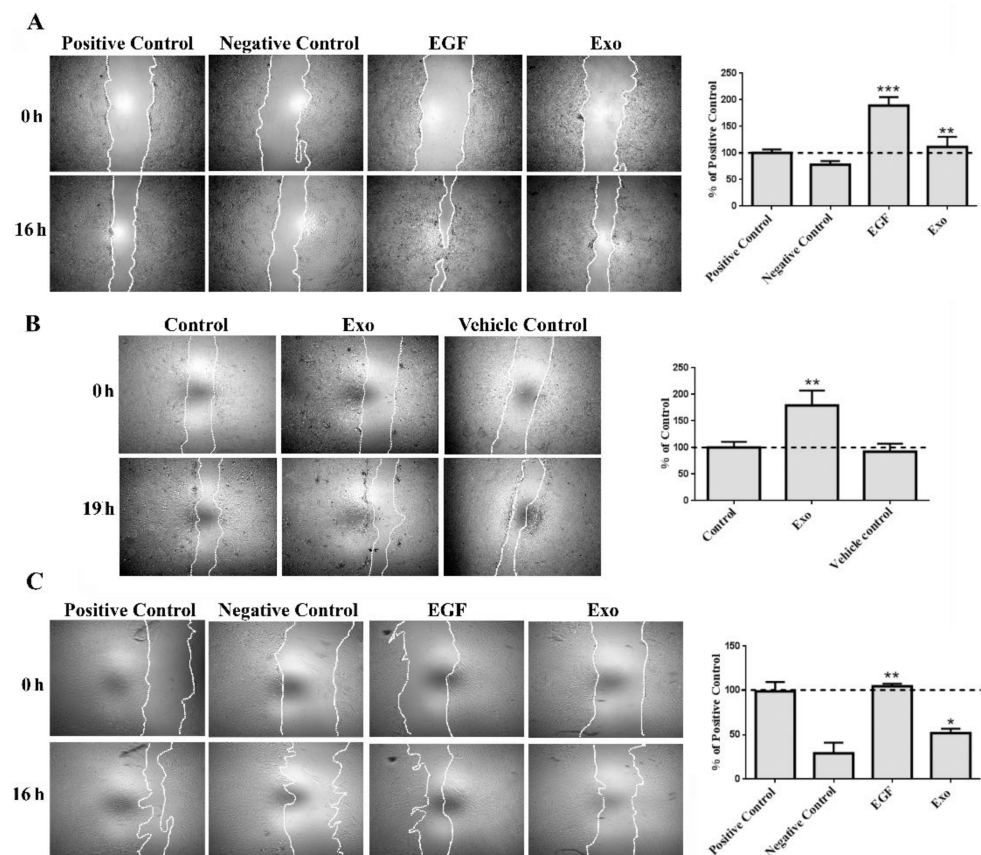 A
Positive Control Negative Control EGF Exo
0 h
16 h
% of Positive Control
250
200
150
100
50
0
***
**
Positive Control
Negative Control
EGF
Exo
B
Control Exo Vehicle Control
0 h
19 h
% of Control
250
200
150
100
50
0
**
Control
Exo
Vehicle control
C
Positive Control Negative Control EGF Exo
0 h
16 h
% of Positive Control
150
100
50
0
**
*
Positive Control
Negative Control
EGF
Exo